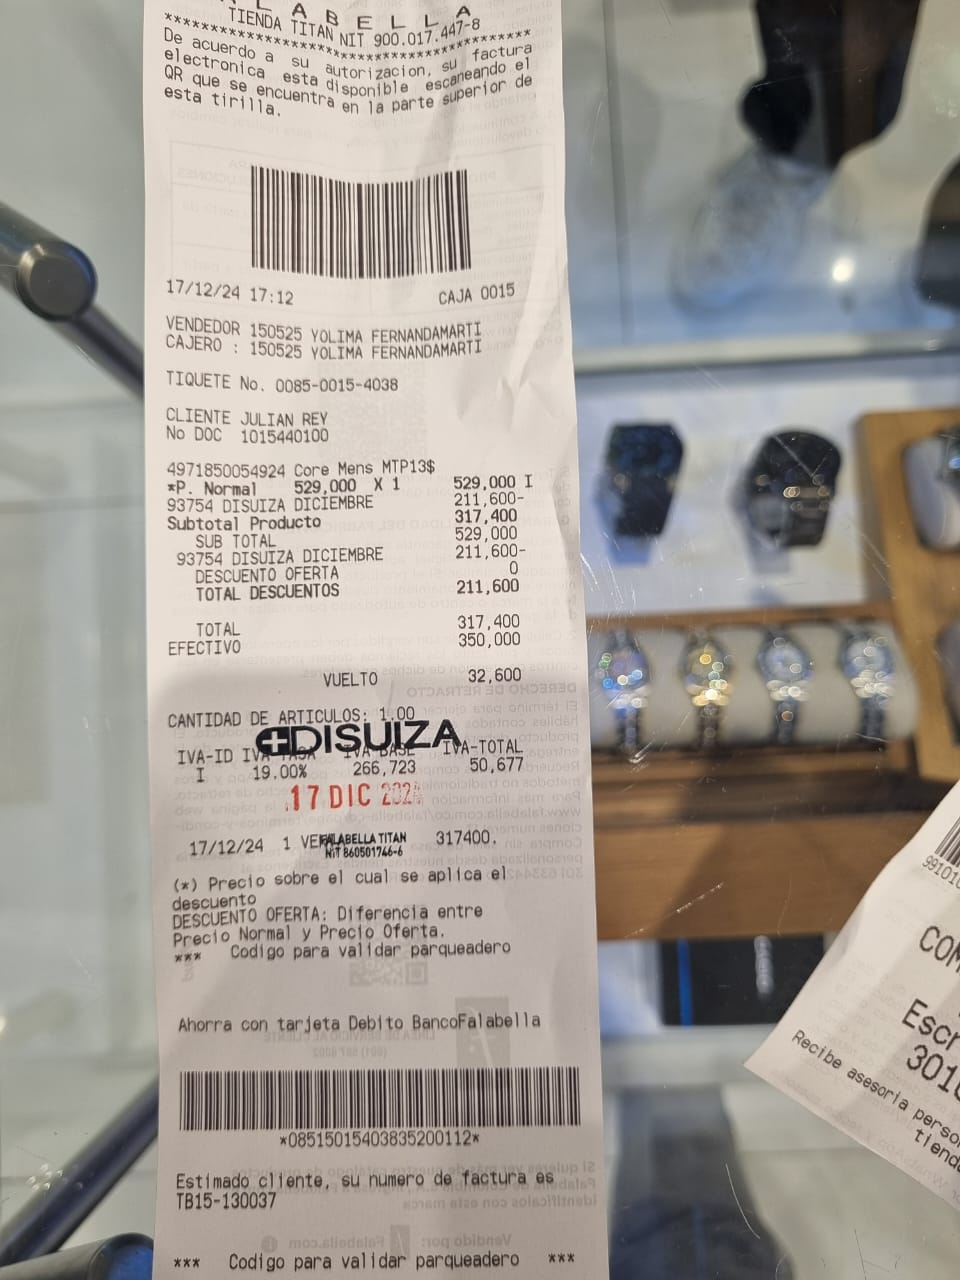 L A B E L L A
TIENDA TITAN NIT 900.017.447-8
De acuerdo a su autorizacion, su factura
electronica esta disponible escaneando el
QR que se encuentra en la parte superior de
esta tirilla.
17/12/24 17:12 CAJA 0015
VENDEDOR 150525 YOLIMA FERNANDAMARTI
CAJERO : 150525 YOLIMA FERNANDAMARTI
TIQUETE No. 0085-0015-4038
CLIENTE JULIAN REY
No DOC 1015440100
4971850054924 Core Mens MTP13$
*P. Normal 529,000 X 1 529,000 I
93754 DISUIZA DICIEMBRE 211,600-
Subtotal Producto 317,400
SUB TOTAL 529,000
93754 DISUIZA DICIEMBRE 211,600-
DESCUENTO OFERTA 0
TOTAL DESCUENTOS 211,600
TOTAL 317,400
EFECTIVO 350,000
VUELTO 32,600
CANTIDAD DE ARTICULOS: 1.00
DISUIZA
IVA-ID IVA-TASA IVA-BASE IVA-TOTAL
I 19.00% 266,723 50,677
17 DIC 2024
17/12/24 1 VE 317400.
FALABELLA TITAN
NIT 860501746-6
(*) Precio sobre el cual se aplica el
descuento
DESCUENTO OFERTA: Diferencia entre
Precio Normal y Precio Oferta.
*** Codigo para validar parqueadero
Ahorra con tarjeta Debito BancoFalabella
*08515015403835200112*
Estimado cliente, su numero de factura es
TB15-130037
*** Codigo para validar parqueadero ***
99101
COM
Escr
301
Recibe asesoria perso
tiend